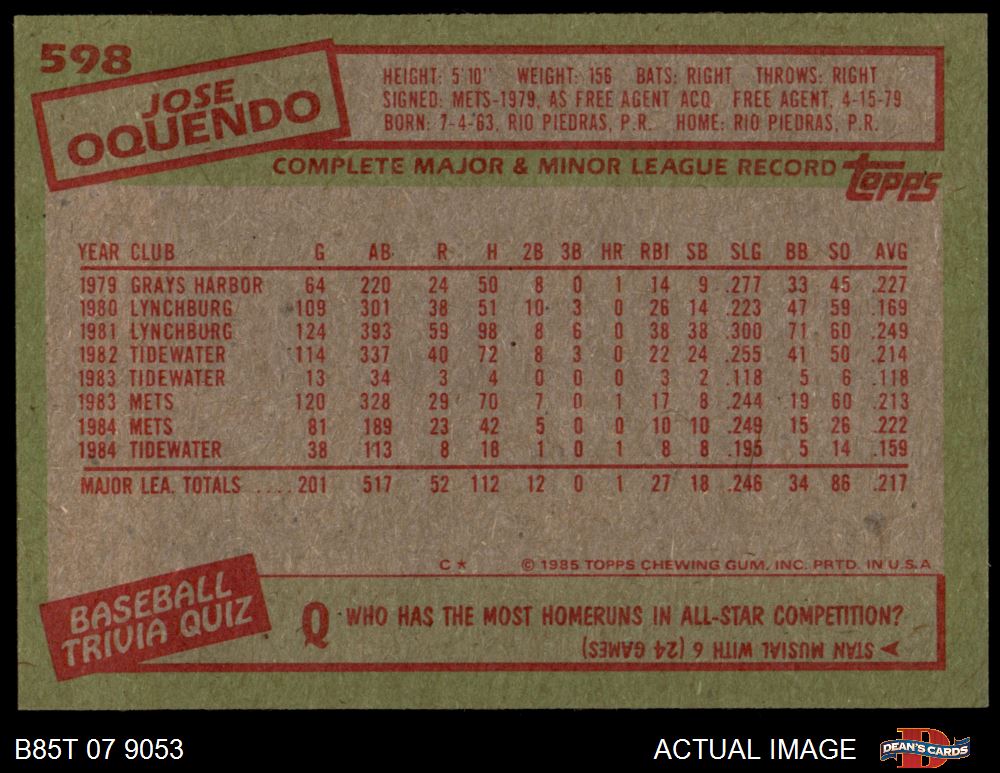 598
JOSE
OQUENDO
HEIGHT: 5'10" WEIGHT: 156 BATS: RIGHT THROWS: RIGHT
SIGNED: METS-1979, AS FREE AGENT ACQ FREE AGENT, 4-15-79
BORN: 7-4-63, RIO PIEDRAS, P.R. HOME: RIO PIEDRAS, P.R.
COMPLETE MAJOR & MINOR LEAGUE RECORD topps
YEAR CLUB G AB R H 2B 3B HR RBI SB SLG BB SO AVG
1979 GRAYS HARBOR 64 220 24 50 8 0 1 14 9 .277 33 45 .227
1980 LYNCHBURG 109 301 38 51 10 3 0 26 14 .223 47 59 .169
1981 LYNCHBURG 124 393 59 98 8 6 0 38 38 .300 71 60 .249
1982 TIDEWATER 114 337 40 72 8 3 0 22 24 .255 41 50 .214
1983 TIDEWATER 13 34 3 4 0 0 0 3 2 .118 5 6 .118
1983 METS 120 328 29 70 7 0 1 17 8 .244 19 60 .213
1984 METS 81 189 23 42 5 0 0 10 10 .249 15 26 .222
1984 TIDEWATER 38 113 8 18 1 0 1 8 8 .195 5 14 .159
MAJOR LEA. TOTALS .... 201 517 52 112 12 0 1 27 18 .246 34 86 .217
C* © 1985 TOPPS CHEWING GUM, INC. PRTD. IN U.S.A
BASEBALL
TRIVIA QUIZ
Q WHO HAS THE MOST HOMERUNS IN ALL-STAR COMPETITION?
STAN MUSIAL WITH 6 (24 GAMES)
B85T 07 9053 ACTUAL IMAGE DEAN'S CARDS